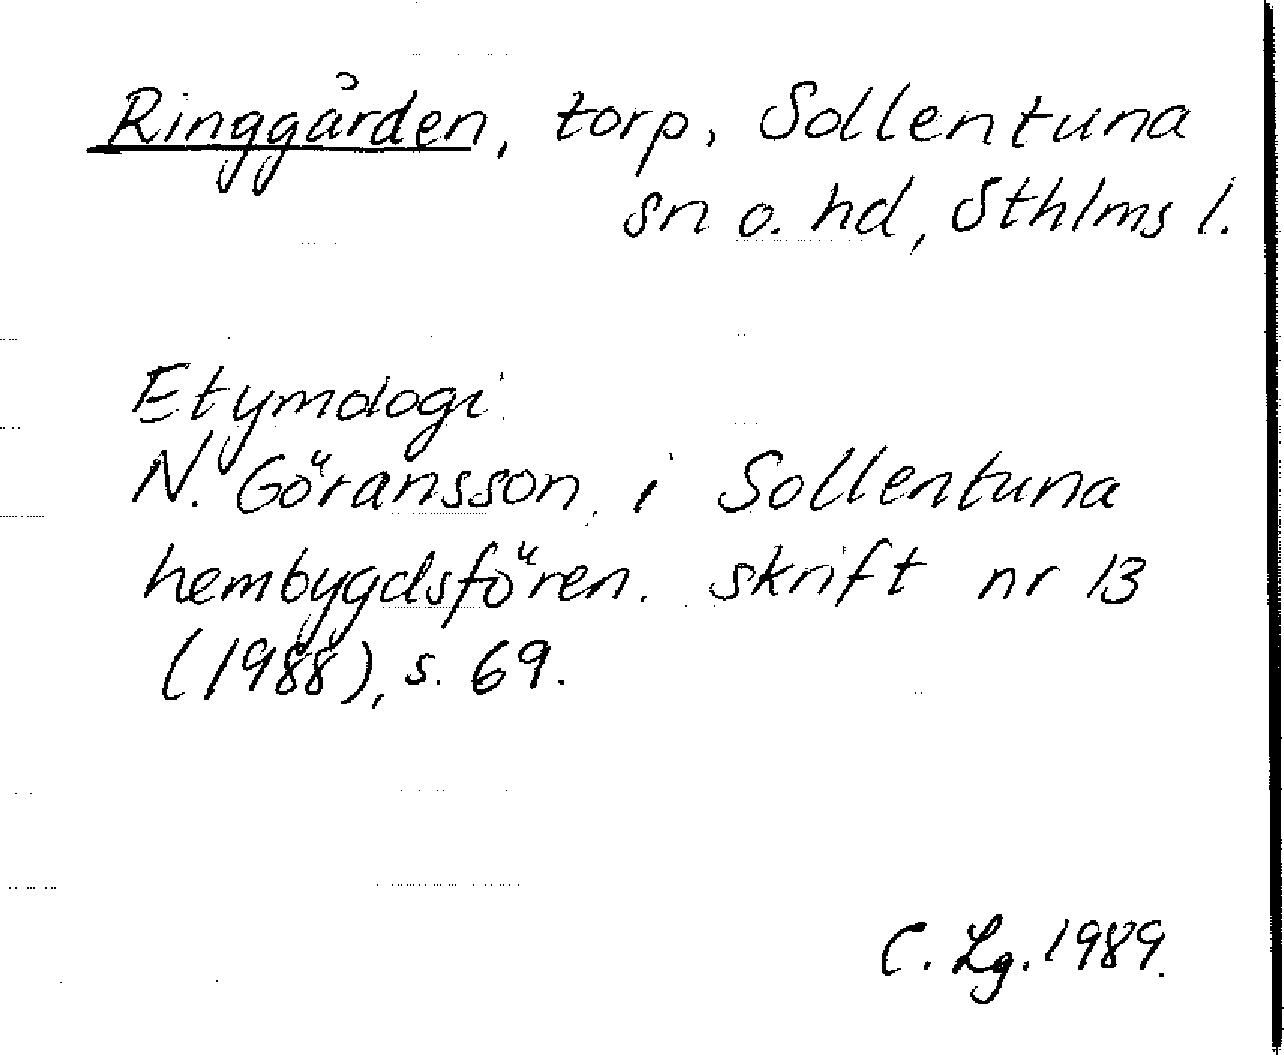 Ringgården, torp, Sollentuna
sn o. hd, Sthlms l.
Etymologi
N. Göransson i Sollentuna
hembygdsfören. skrift nr 13
(1988), s. 69.
C. Lg. 1989.